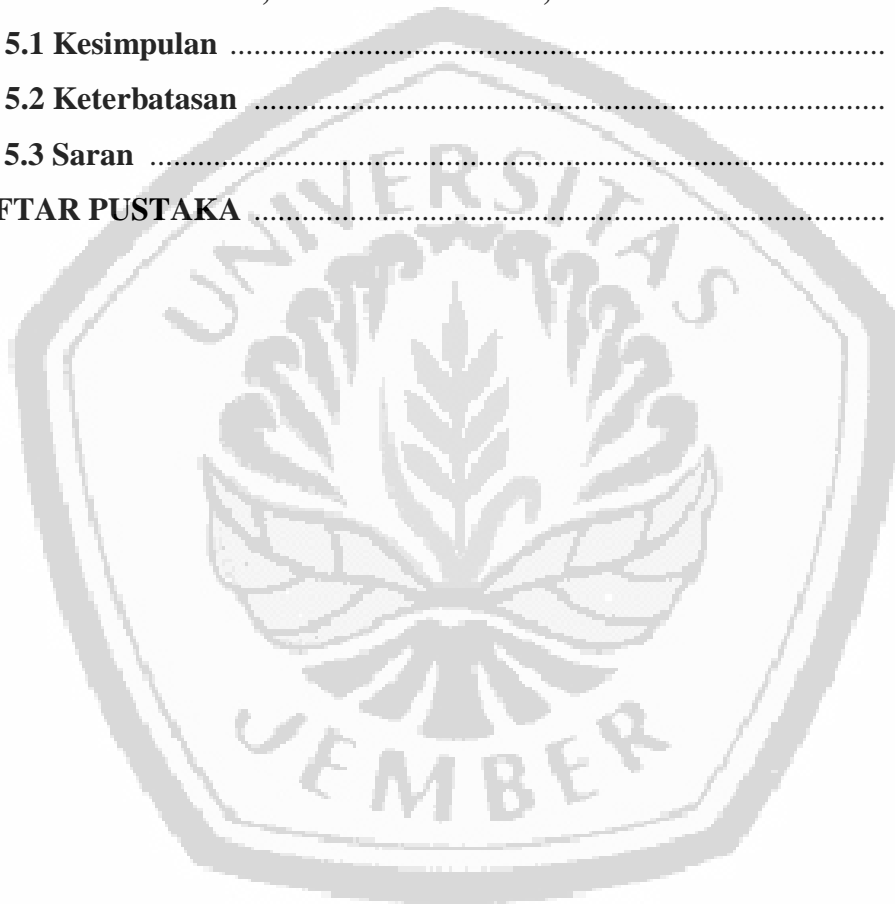 5.1 Kesimpulan ................................................................................
5.2 Keterbatasan ................................................................................
5.3 Saran ................................................................................
FTAR PUSTAKA ................................................................................
UNIVERSITAS
JEMBER